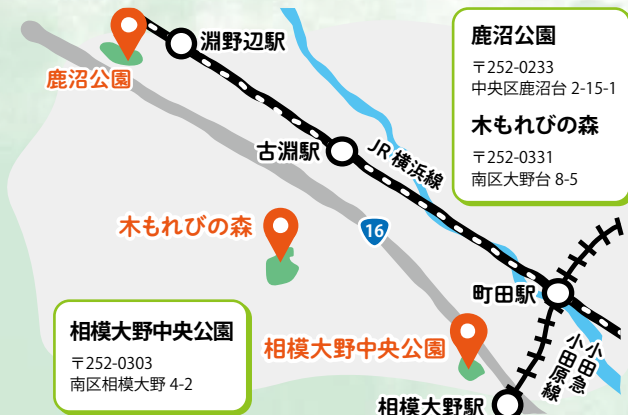 淵野辺駅
鹿沼公園
鹿沼公園
〒252-0233
中央区鹿沼台 2-15-1
木もれびの森
〒252-0331
南区大野台 8-5
古淵駅
JR 横浜線
木もれびの森
16
町田駅
相模大野中央公園
〒252-0303
南区相模大野 4-2
相模大野中央公園
小田急
小田原線
相模大野駅